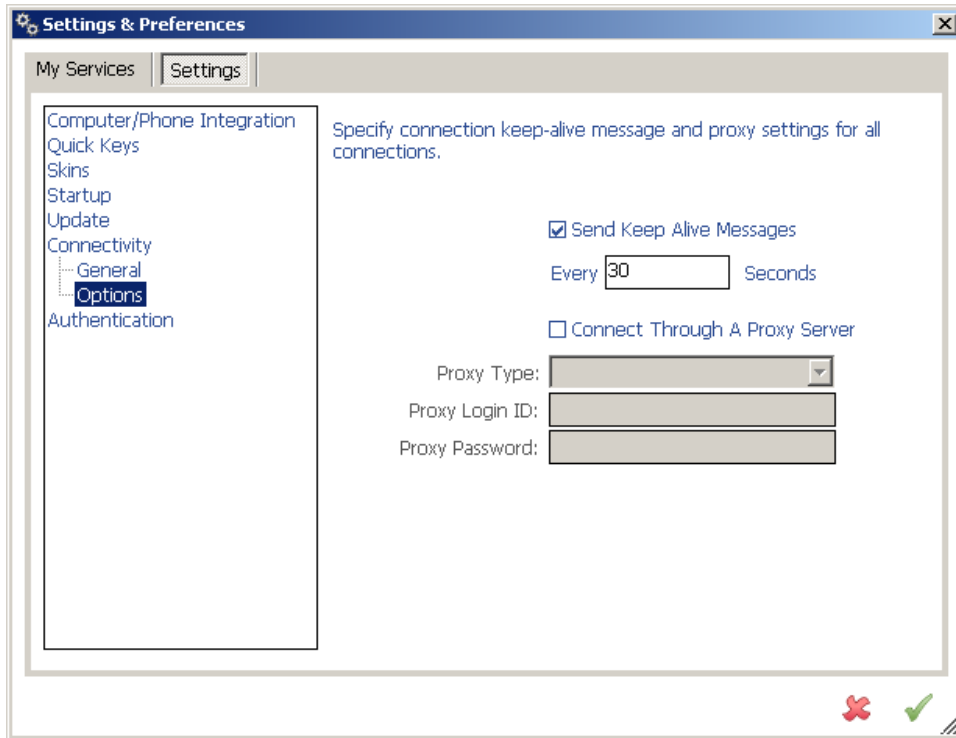 Settings & Preferences
My Services
Settings
Computer/Phone Integration
Quick Keys
Skins
Startup
Update
Connectivity
General
Options
Authentication
Specify connection keep-alive message and proxy settings for all
connections.
Send Keep Alive Messages
Every 30 Seconds
Connect Through A Proxy Server
Proxy Type:
Proxy Login ID:
Proxy Password: